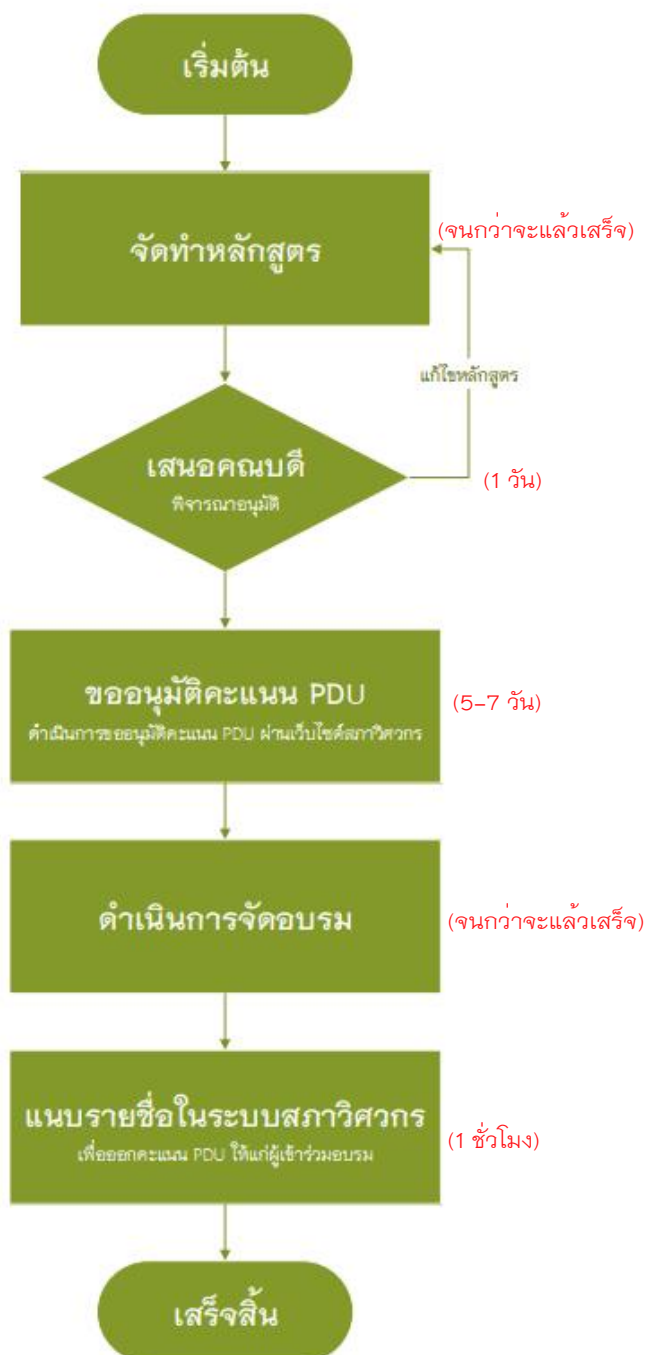 เริ่มต้น
จัดทำหลักสูตร
(จนกว่าจะแล้วเสร็จ)
แก้ไขหลักสูตร
เสนอคณบดี
พิจารณาอนุมัติ
(1 วัน)
ขออนุมัติคะแนน PDU
ดำเนินการขออนุมัติคะแนน PDU ผ่านเว็บไซต์สภาวิศวกร
(5-7 วัน)
ดำเนินการจัดอบรม
(จนกว่าจะแล้วเสร็จ)
แนบรายชื่อในระบบสภาวิศวกร
เพื่อออกคะแนน PDU ให้แก่ผู้เข้าร่วมอบรม
(1 ชั่วโมง)
เสร็จสิ้น